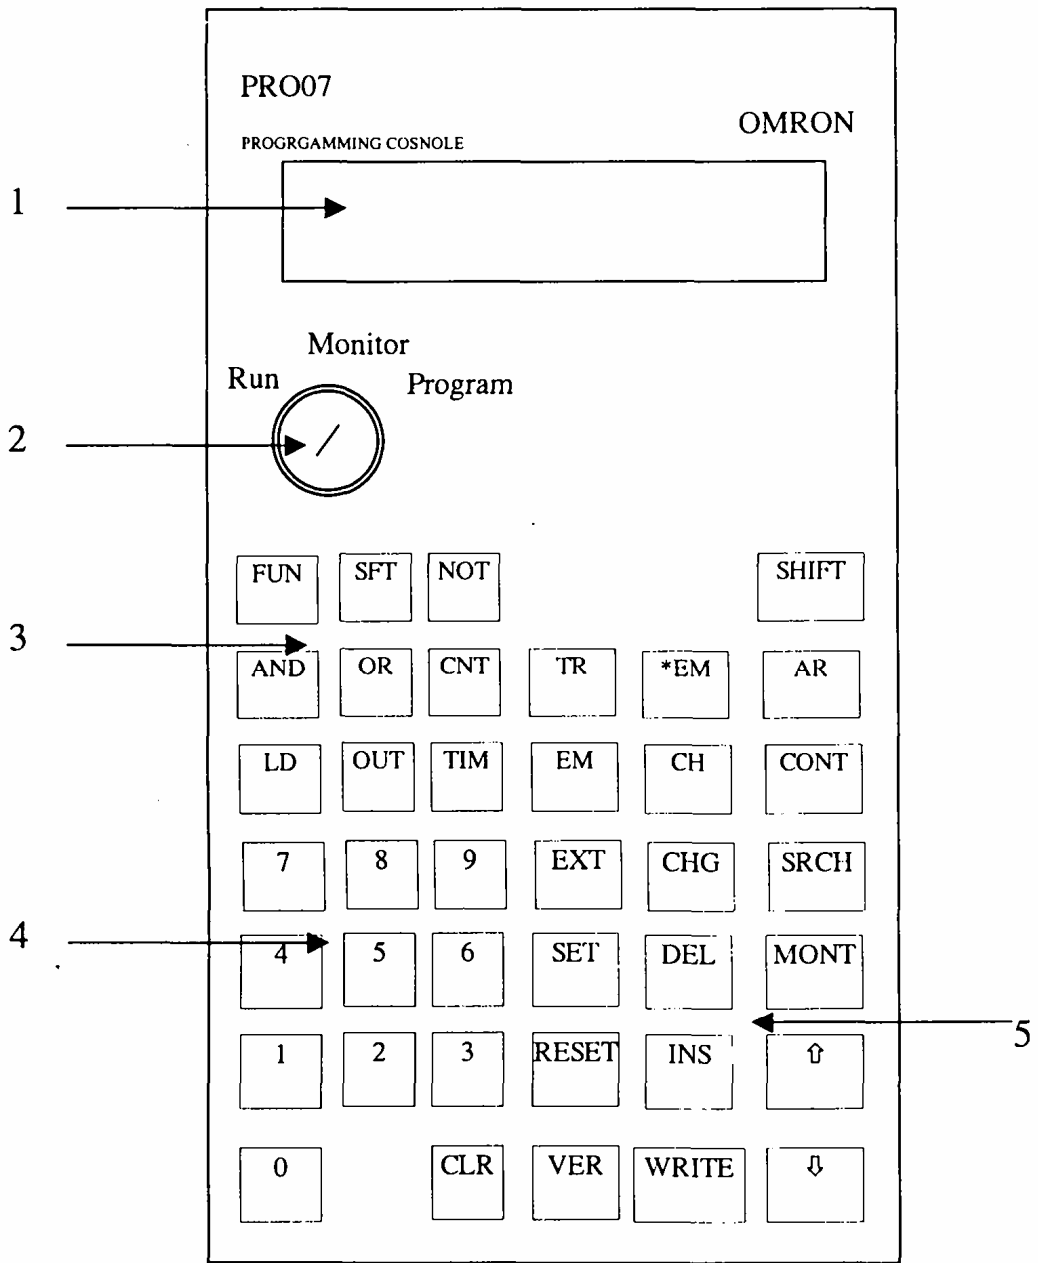 PRO07
OMRON
PROGRGAMMING COSNOLE
1
Monitor
Run
Program
2
FUN SFT NOT SHIFT
3
AND OR CNT TR *EM AR
LD OUT TIM EM CH CONT
7 8 9 EXT CHG SRCH
4
4 5 6 SET DEL MONT
5
1 2 3 RESET INS ⇧
0 CLR VER WRITE ⇩